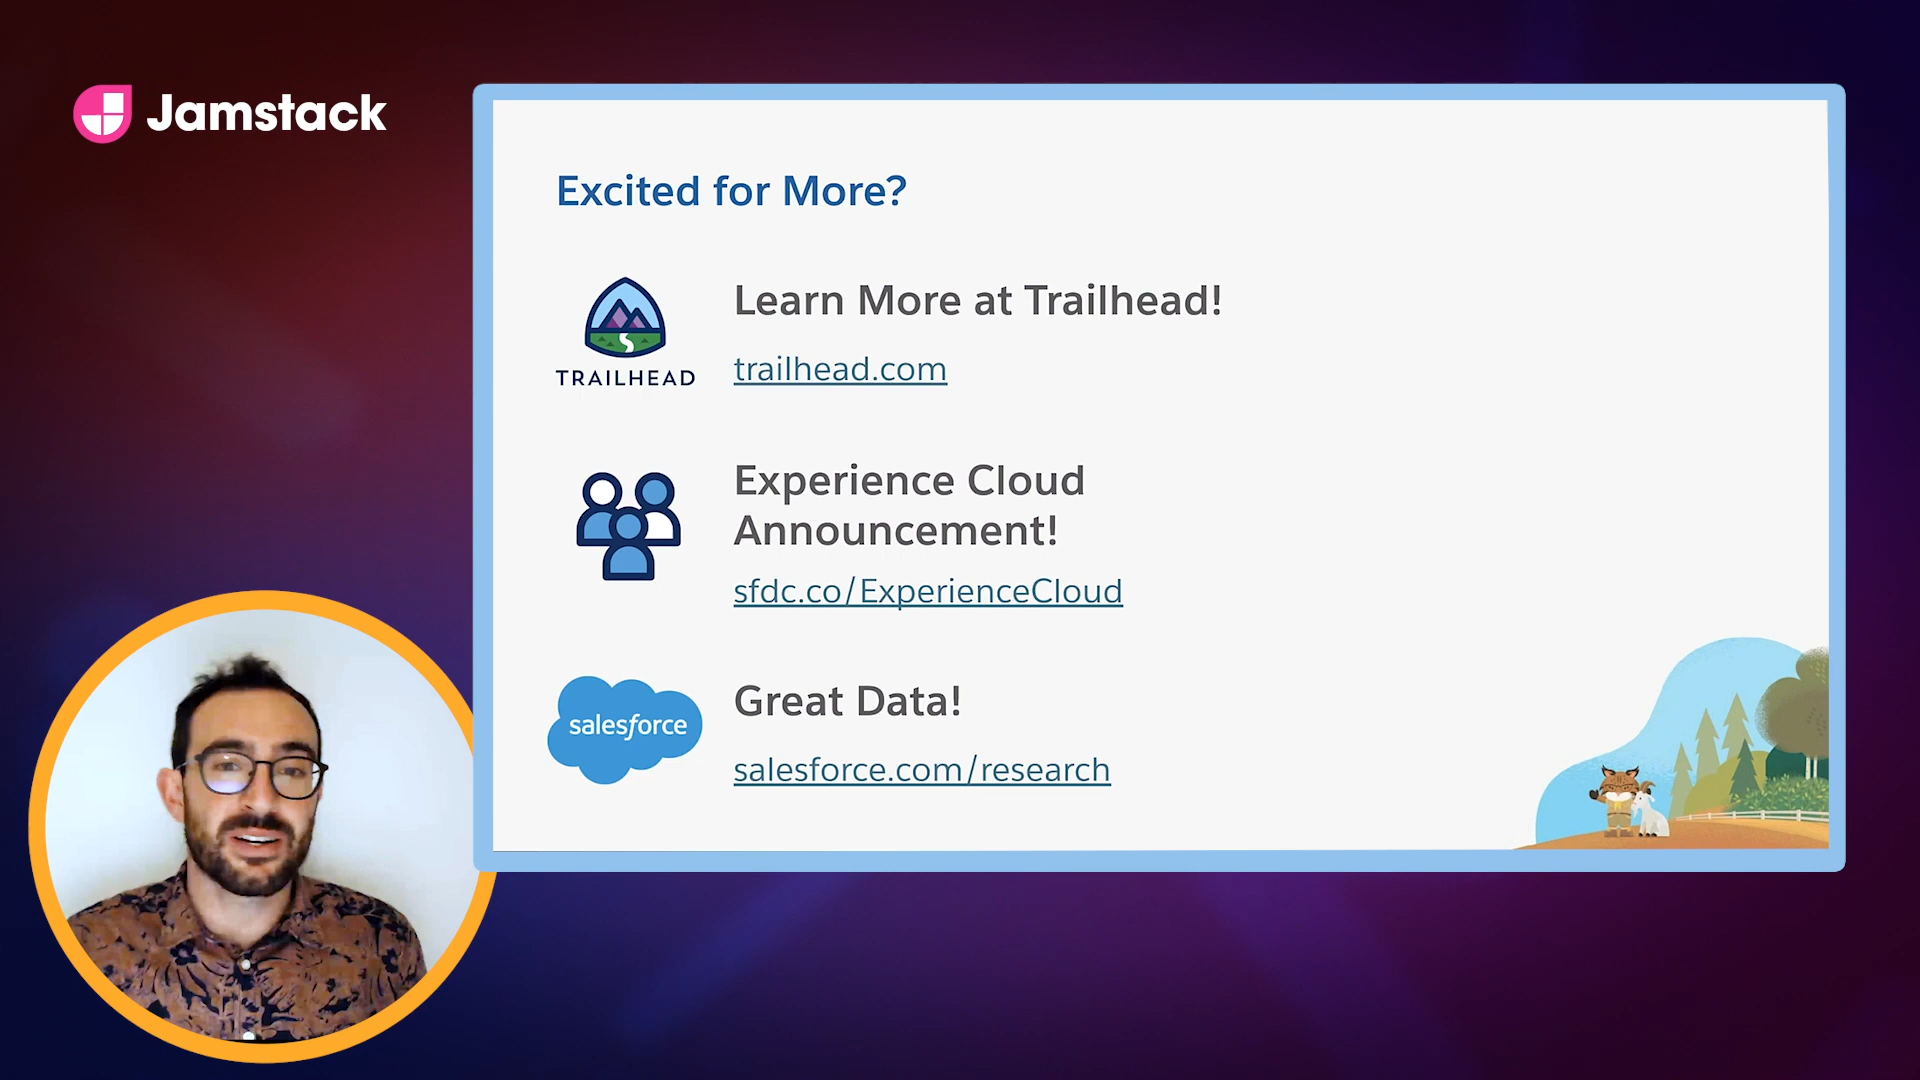 Jamstack
Excited for More?
TRAILHEAD
Learn More at Trailhead!
trailhead.com
Experience Cloud
Announcement!
sfdc.co/ExperienceCloud
salesforce
Great Data!
salesforce.com/research